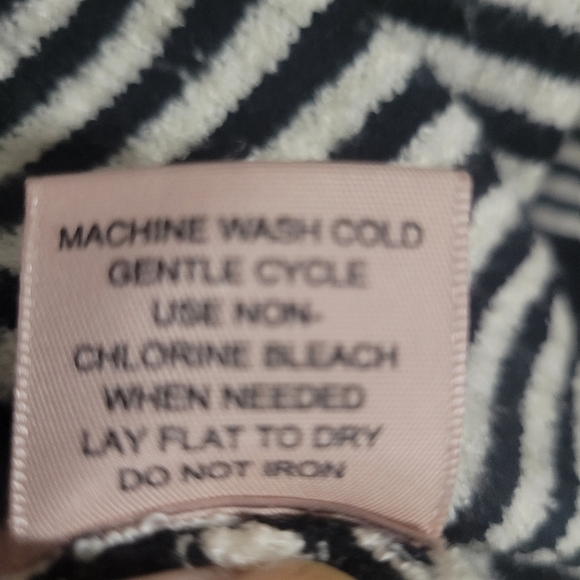 MACHINE WASH COLD
GENTLE CYCLE
USE NON-
CHLORINE BLEACH
WHEN NEEDED
LAY FLAT TO DRY
DO NOT IRON